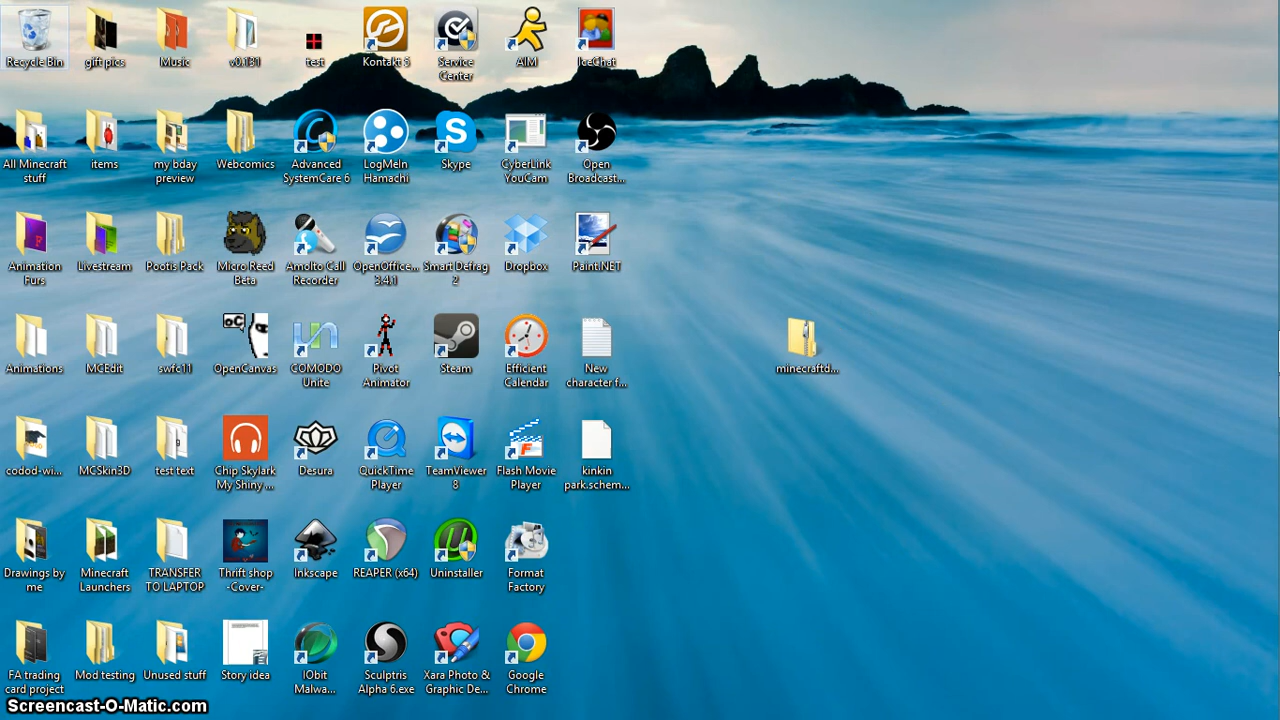 Recycle Bin
gift pics
Music
v0.131
test
Kontakt 5
Service
Center
AIM
IceChat
All Minecraft
stuff
items
my bday
preview
Webcomics
Advanced
SystemCare 6
LogMeIn
Hamachi
Skype
CyberLink
YouCam
Open
Broadcast...
Animation
Furs
Livestream
Pootis Pack
Micro Reed
Beta
Amolto Call
Recorder
OpenOffice...
3.4.1
Smart Defrag
2
Dropbox
Paint.NET
Animations
MCEdit
swfc11
OpenCanvas
COMODO
Unite
Pivot
Animator
Steam
Efficient
Calendar
New
character f...
minecraftd...
codod-wi...
MCSkin3D
test text
Chip Skylark
My Shiny ...
Desura
QuickTime
Player
TeamViewer
8
Flash Movie
Player
kinkin
park.schem...
Drawings by
me
Minecraft
Launchers
TRANSFER
TO LAPTOP
Thrift shop
-Cover-
Inkscape
REAPER (x64)
Uninstaller
Format
Factory
FA trading
card project
Mod testing
Unused stuff
Story idea
IObit
Malwa...
Sculptris
Alpha 6.exe
Xara Photo &
Graphic De...
Google
Chrome
Screencast-O-Matic.com